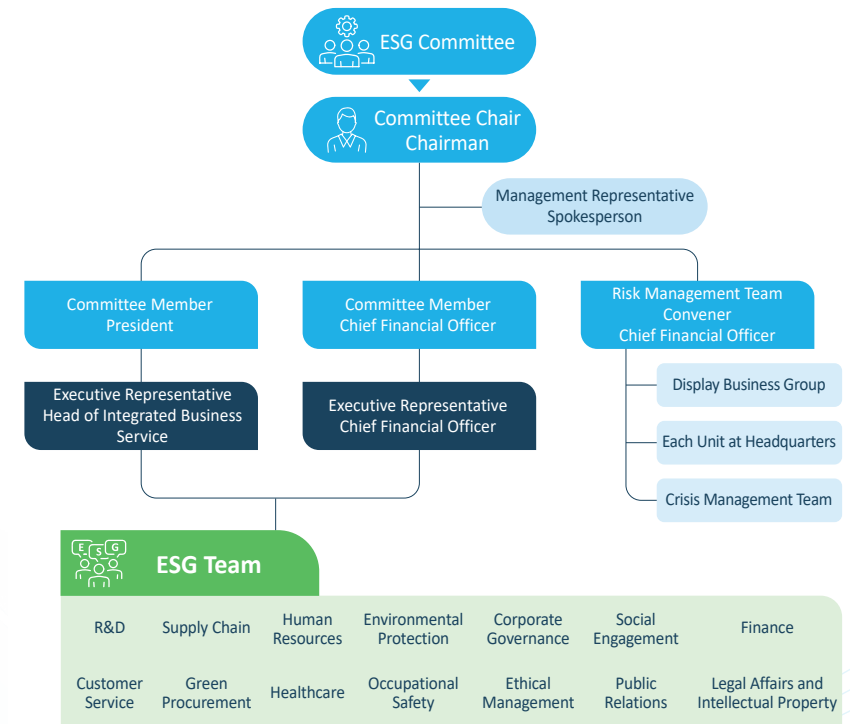 ESG Committee
Committee Chair
Chairman
Management Representative
Spokesperson
Committee Member
President
Committee Member
Chief Financial Officer
Risk Management Team
Convener
Chief Financial Officer
Executive Representative
Head of Integrated Business
Service
Executive Representative
Chief Financial Officer
Display Business Group
Each Unit at Headquarters
Crisis Management Team
E S G
ESG Team
R&D
Supply Chain
Human
Resources
Environmental
Protection
Corporate
Governance
Social
Engagement
Finance
Customer
Service
Green
Procurement
Healthcare
Occupational
Safety
Ethical
Management
Public
Relations
Legal Affairs and
Intellectual Property